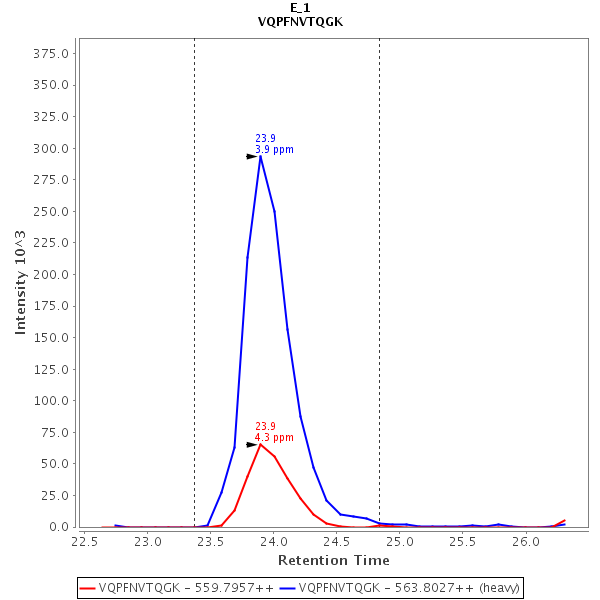 E_1
VQPFNVTQGK
Intensity 10^3
375.0
350.0
325.0
300.0
275.0
250.0
225.0
200.0
175.0
150.0
125.0
100.0
75.0
50.0
25.0
0.0
23.9
3.9 ppm
23.9
4.3 ppm
22.5 23.0 23.5 24.0 24.5 25.0 25.5 26.0
Retention Time
VQPFNVTQGK - 559.7957++ VQPFNVTQGK - 563.8027++ (heavy)